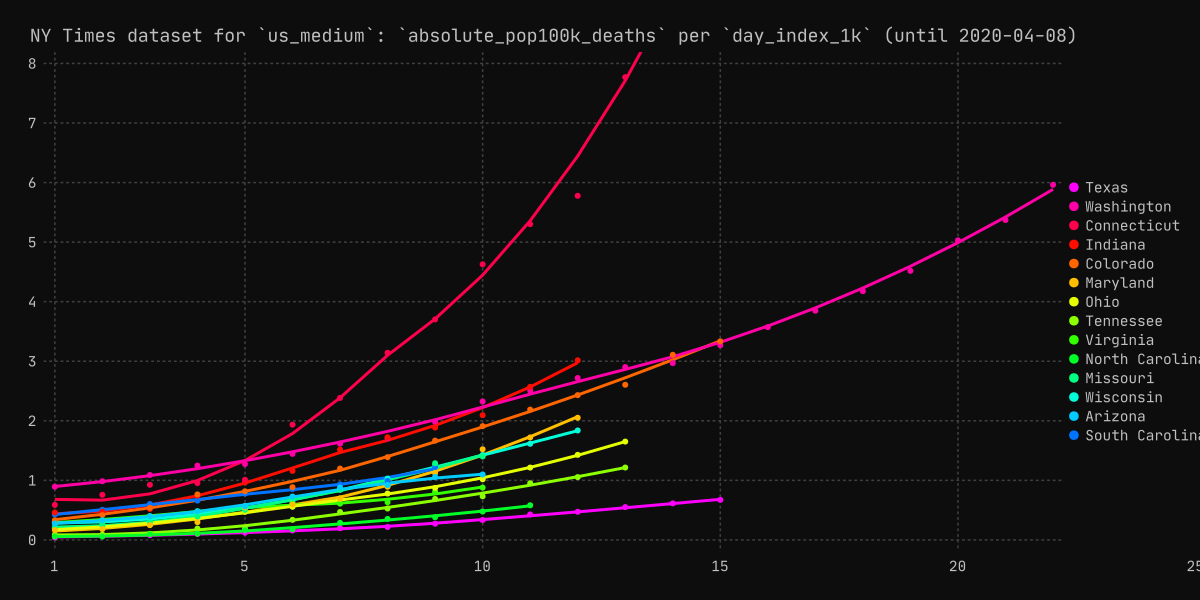 NY Times dataset for `us_medium`: `absolute_pop100k_deaths` per `day_index_1k` (until 2020-04-08)
8
7
6
5
4
3
2
1
0
1 5 10 15 20 25
Texas
Washington
Connecticut
Indiana
Colorado
Maryland
Ohio
Tennessee
Virginia
North Carolina
Missouri
Wisconsin
Arizona
South Carolina